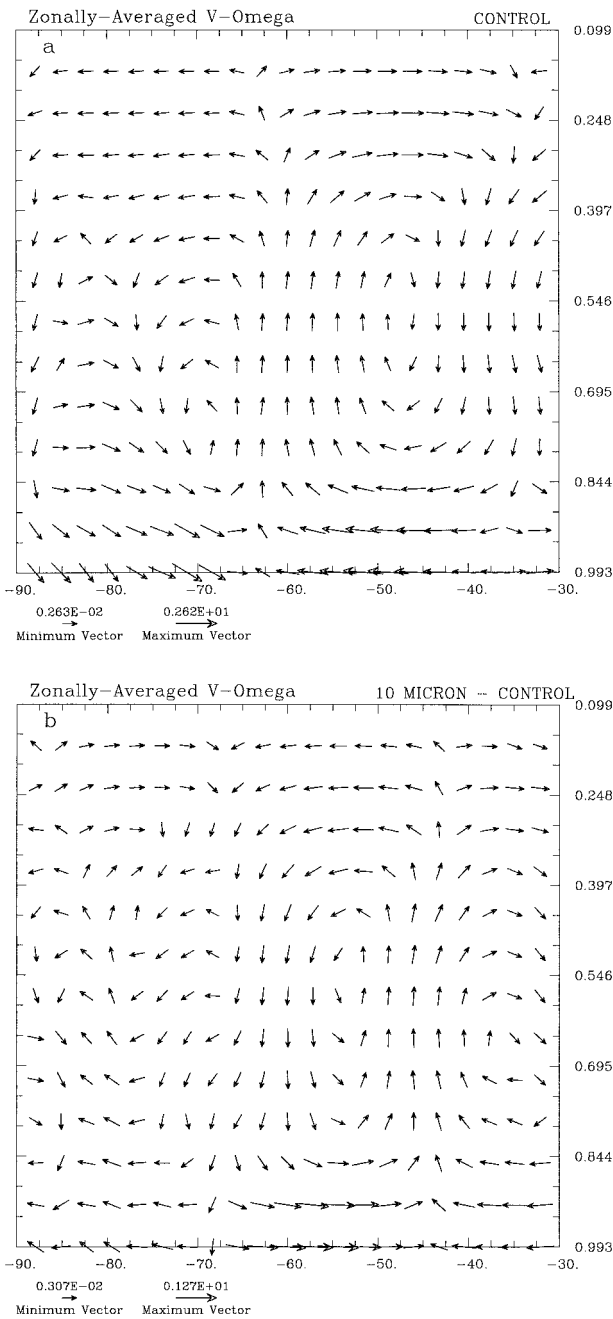 Zonally-Averaged V-Omega CONTROL
a
0.099
0.248
0.397
0.546
0.695
0.844
0.993
-90. -80. -70. -60. -50. -40. -30.
0.263E-02 0.262E+01
Minimum Vector Maximum Vector
Zonally-Averaged V-Omega 10 MICRON - CONTROL
b
0.099
0.248
0.397
0.546
0.695
0.844
0.993
-90. -80. -70. -60. -50. -40. -30.
0.307E-02 0.127E+01
Minimum Vector Maximum Vector